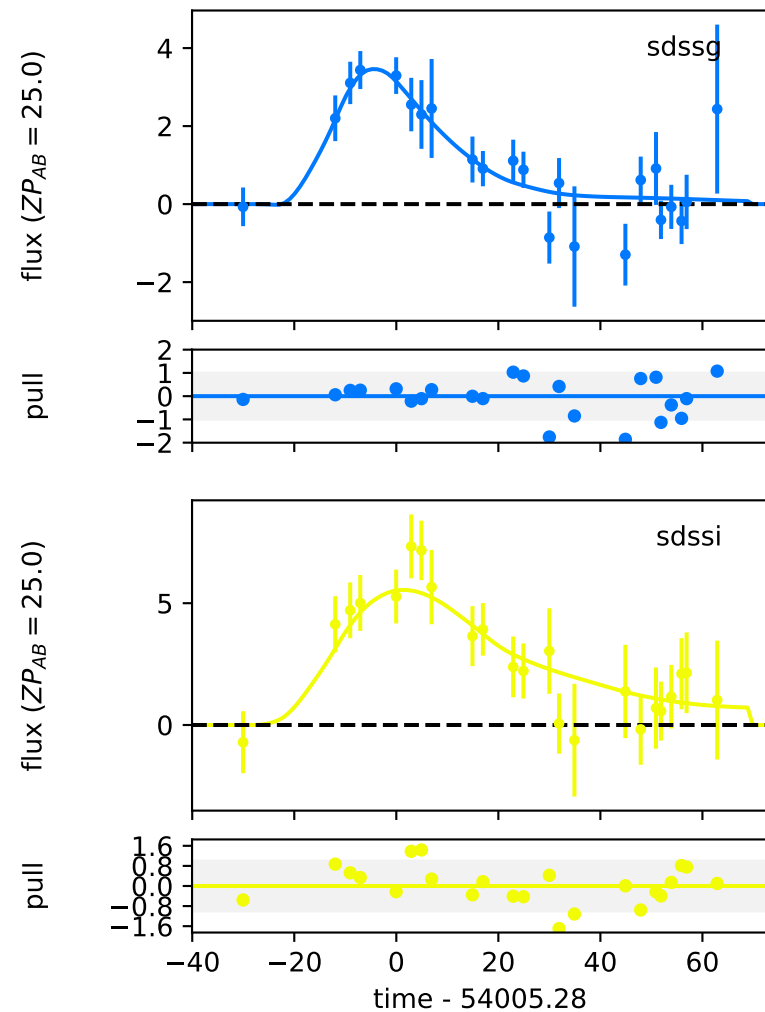 sdssg
flux (ZP_AB = 25.0)
4
2
0
−2
pull
2
1
0
−1
−2
sdssi
flux (ZP_AB = 25.0)
5
0
pull
1.6
0.8
0.0
−0.8
−1.6
−40 −20 0 20 40 60
time - 54005.28